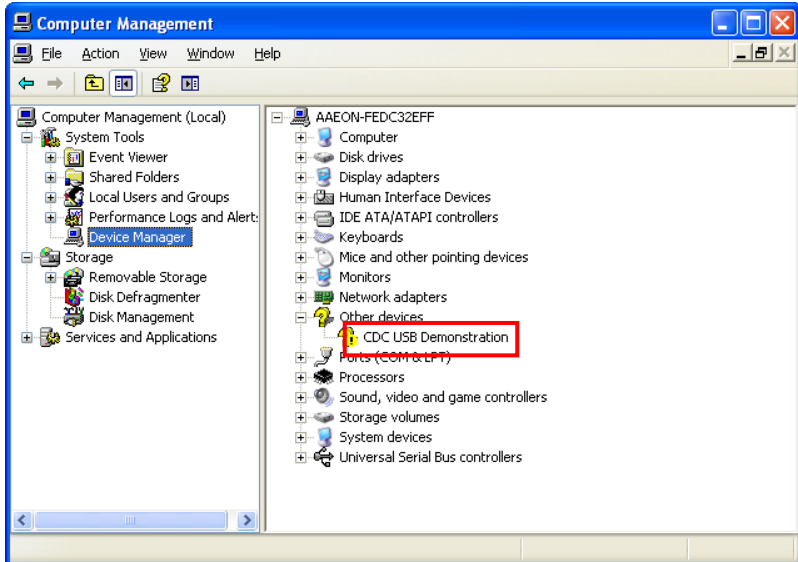 Computer Management
File Action View Window Help
Computer Management (Local)
System Tools
Event Viewer
Shared Folders
Local Users and Groups
Performance Logs and Alert:
Device Manager
Storage
Removable Storage
Disk Defragmenter
Disk Management
Services and Applications
AAEON-FEDC32EFF
Computer
Disk drives
Display adapters
Human Interface Devices
IDE ATA/ATAPI controllers
Keyboards
Mice and other pointing devices
Monitors
Network adapters
Other devices
CDC USB Demonstration
Ports (COM & LPT)
Processors
Sound, video and game controllers
Storage volumes
System devices
Universal Serial Bus controllers